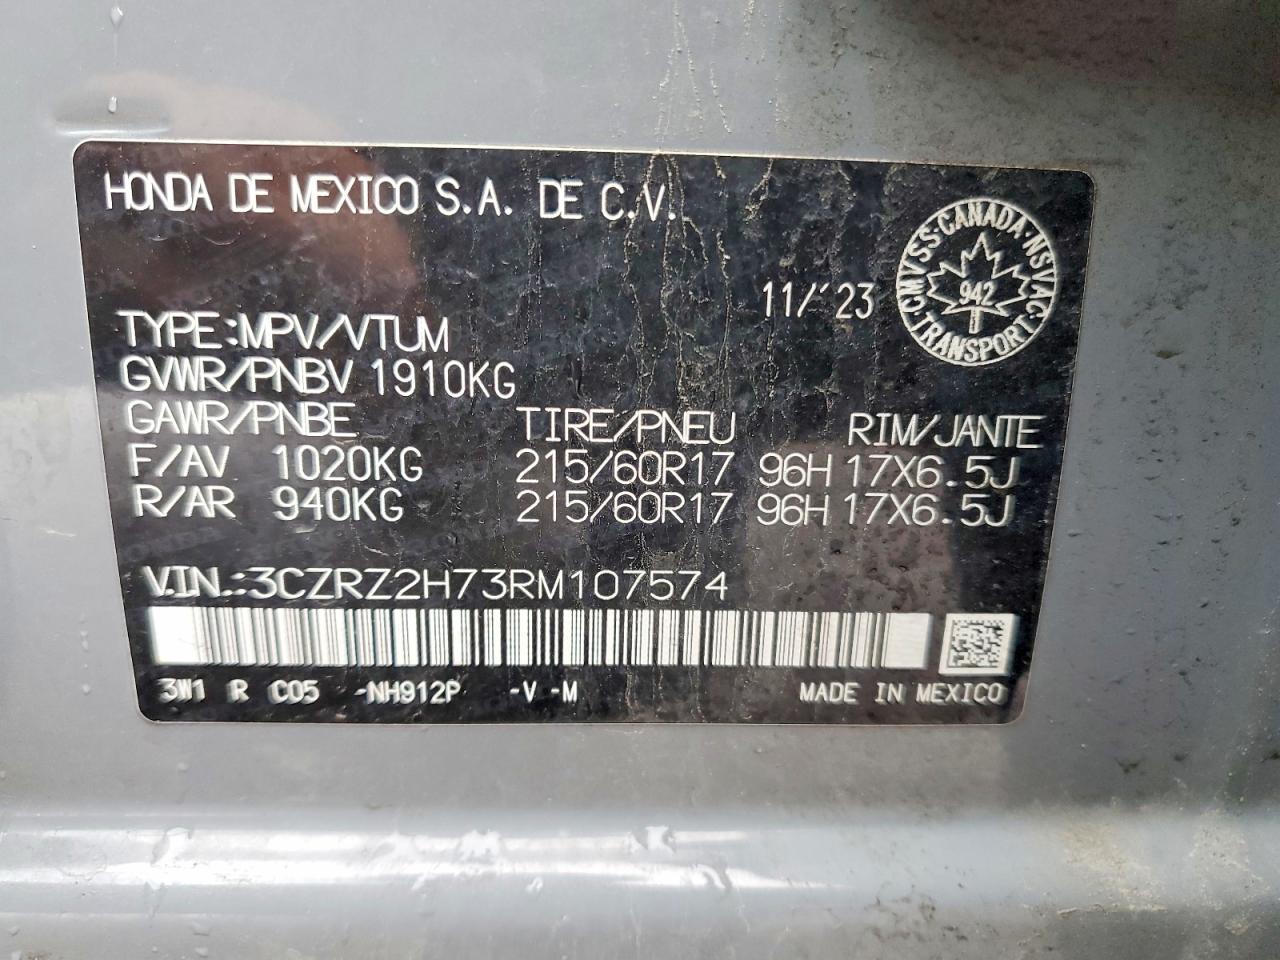 HONDA DE MEXICO S.A. DE C.V.
11/'23
CMVSS·CANADA·NSVAC·TRANSPORT·
942
TYPE:MPV/VTUM
GVWR/PNBV 1910KG
GAWR/PNBE TIRE/PNEU RIM/JANTE
F/AV 1020KG 215/60R17 96H 17X6.5J
R/AR 940KG 215/60R17 96H 17X6.5J
V.I.N.:3CZRZ2H73RM107574
3W1 R C05 -NH912P -V -M MADE IN MEXICO